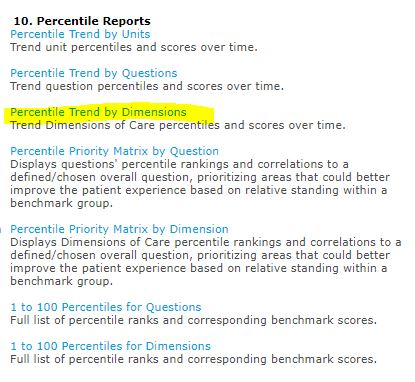 10. Percentile Reports
Percentile Trend by Units
Trend unit percentiles and scores over time.
Percentile Trend by Questions
Trend question percentiles and scores over time.
Percentile Trend by Dimensions
Trend Dimensions of Care percentiles and scores over time.
Percentile Priority Matrix by Question
Displays questions' percentile rankings and correlations to a
defined/chosen overall question, prioritizing areas that could better
improve the patient experience based on relative standing within a
benchmark group.
Percentile Priority Matrix by Dimension
Displays Dimensions of Care percentile rankings and correlations to a
defined/chosen overall question, prioritizing areas that could better
improve the patient experience based on relative standing within a
benchmark group.
1 to 100 Percentiles for Questions
Full list of percentile ranks and corresponding benchmark scores.
1 to 100 Percentiles for Dimensions
Full list of percentile ranks and corresponding benchmark scores.